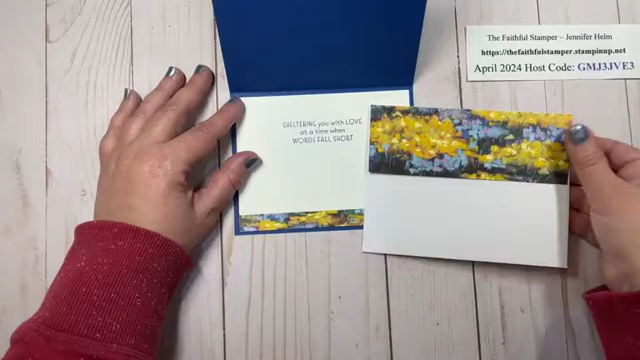 The Faithful Stamper – Jennifer Helm
https://thefaithfulstamper.stampinup.net
April 2024 Host Code: GMJ3JVE3
SHELTERING you with LOVE
at a time when
WORDS FALL SHORT